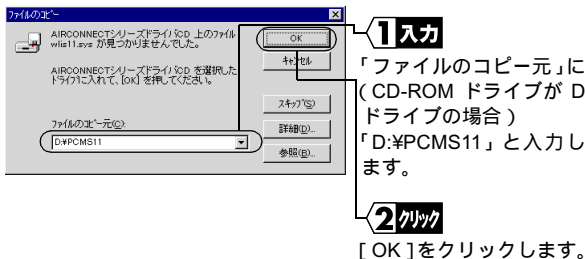 ファイルのコピー
AIRCONNECTシリーズドライバCD 上のファイル
wlis11.sys が見つかりませんでした。
AIRCONNECTシリーズドライバCD を選択した
ドライブに入れて、[ok] を押してください。
ファイルのコピー元(C):
D:¥PCMS11
OK
キャンセル
スキップ(S)
詳細(D)...
参照(B)...
1 入力
「ファイルのコピー元」に
(CD-ROM ドライブが D
ドライブの場合)
「D:¥PCMS11」と入力し
ます。
2 クリック
[OK]をクリックします。